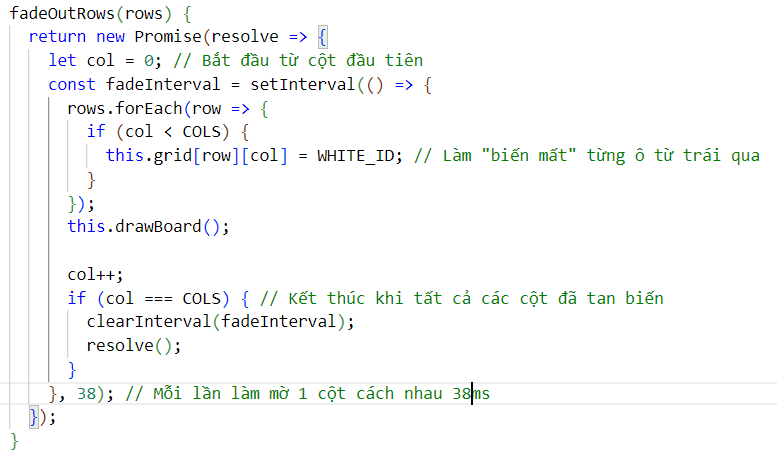 fadeOutRows(rows) {
return new Promise(resolve => {
let col = 0; // Bắt đầu từ cột đầu tiên
const fadeInterval = setInterval(() => {
rows.forEach(row => {
if (col < COLS) {
this.grid[row][col] = WHITE_ID; // Làm "biến mất" từng ô từ trái qua
}
});
this.drawBoard();
col++;
if (col === COLS) { // Kết thúc khi tất cả các cột đã tan biến
clearInterval(fadeInterval);
resolve();
}
}, 38); // Mỗi lần làm mờ 1 cột cách nhau 38ms
});
}